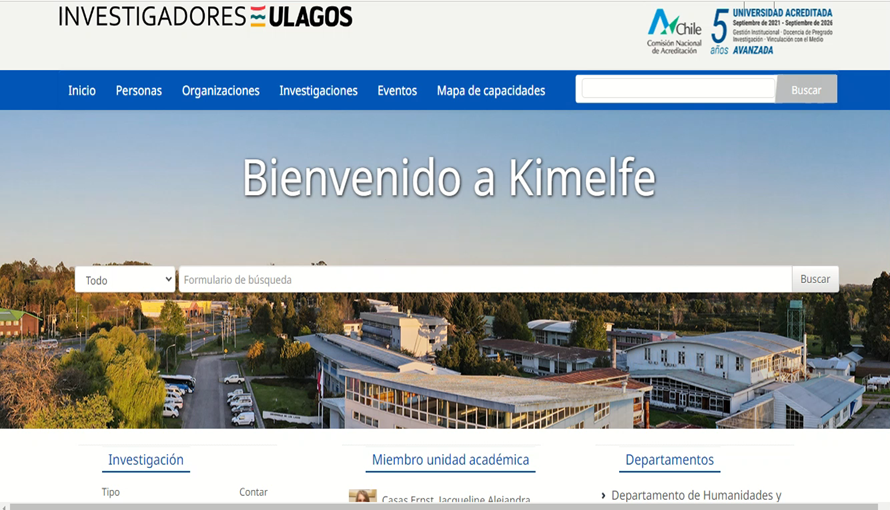 INVESTIGADORES ULAGOS
CNA Chile
Comisión Nacional
de Acreditación
5 años
UNIVERSIDAD ACREDITADA
Septiembre de 2021 - Septiembre de 2026
Gestión Institucional · Docencia de Pregrado
Investigación · Vinculación con el Medio
AVANZADA
Inicio Personas Organizaciones Investigaciones Eventos Mapa de capacidades Buscar
Bienvenido a Kimelfe
Todo Formulario de búsqueda Buscar
Investigación Miembro unidad académica Departamentos
Tipo Contar Casas Ernst, Jacqueline Alejandra › Departamento de Humanidades y